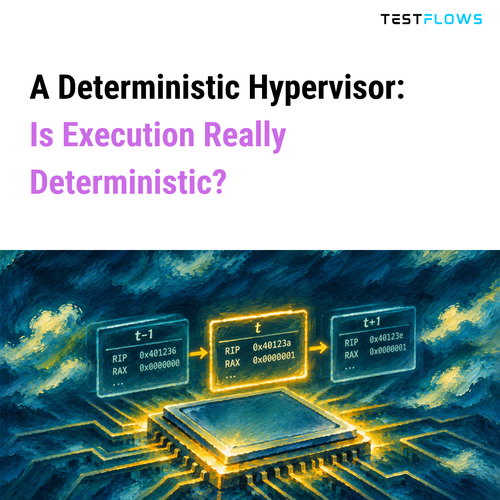 TESTFLOWS
A Deterministic Hypervisor:
Is Execution Really
Deterministic?
t-1
RIP 0x401236
RAX 0x0000000
...
t
RIP 0x40123a
RAX 0x0000001
...
t+1
RIP 0x40123e
RAX 0x0000001
...